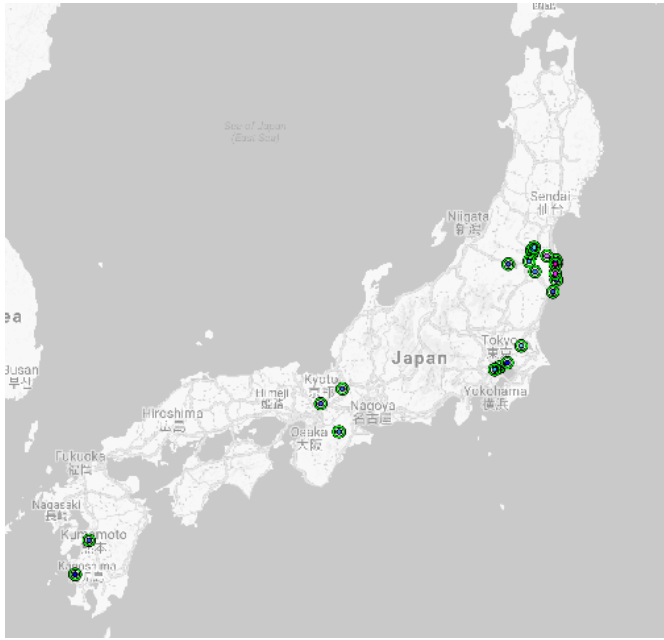 Sea of Japan
(East Sea)
Sendai
仙台
Niigata
新潟
ea
Busan
부산
Tokyo
東京
Japan
Kyoto
京都
Himeji
姫路
Yokohama
横浜
Nagoya
名古屋
Hiroshima
広島
Osaka
大阪
Fukuoka
福岡
Nagasaki
長崎
Kumamoto
熊本
Kagoshima